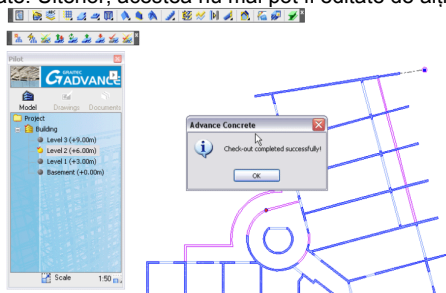 ate. Ulterior, acestea nu mai pot fi editate de alți
Pilot
GRAITEC
ADVANCE
Model Drawings Documents
Project
Building
Level 3 (+9.00m)
Level 2 (+6.00m)
Level 1 (+3.00m)
Basement (+0.00m)
Scale 1:50
Advance Concrete
Check-out completed successfully!
OK